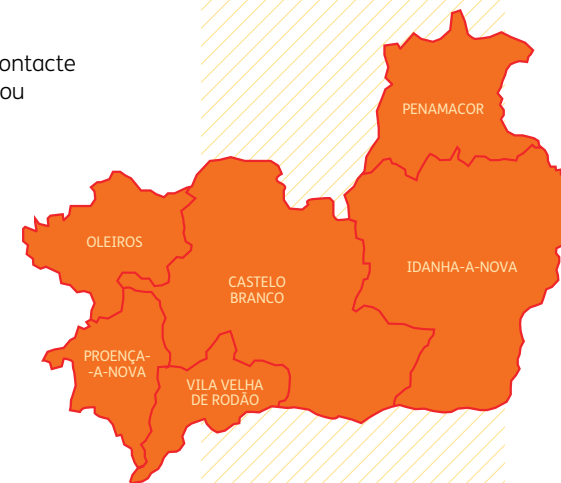 ontacte
ou
PENAMACOR
OLEIROS
IDANHA-A-NOVA
CASTELO
BRANCO
PROENÇA-
-A-NOVA
VILA VELHA
DE RODÃO